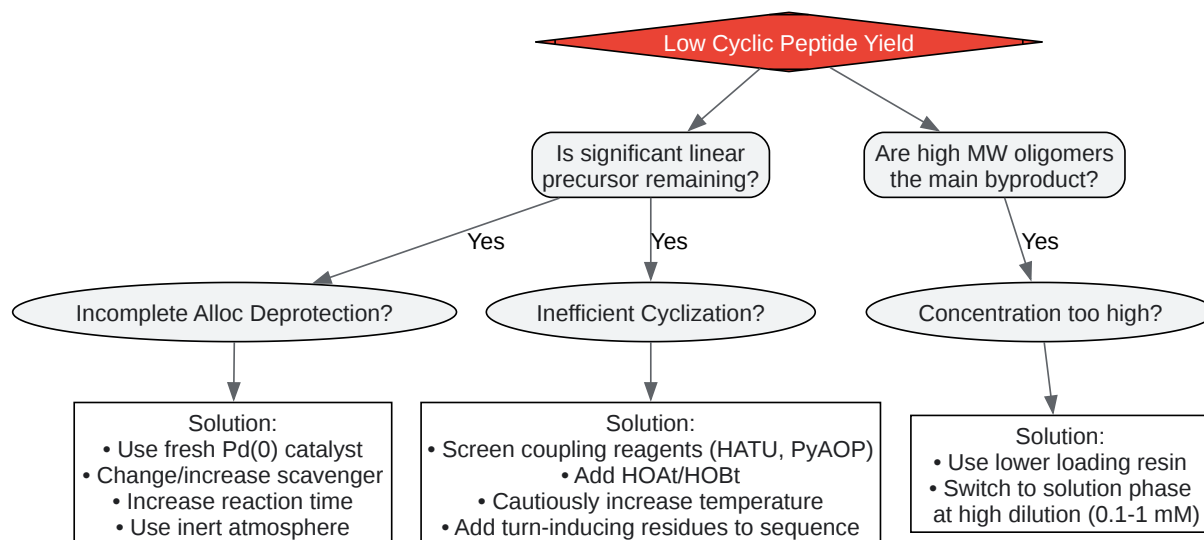 Low Cyclic Peptide Yield
Is significant linear
precursor remaining?
Are high MW oligomers
the main byproduct?
Yes
Yes
Yes
Incomplete Alloc Deprotection?
Inefficient Cyclization?
Concentration too high?
Solution:
• Use fresh Pd(0) catalyst
• Change/increase scavenger
• Increase reaction time
• Use inert atmosphere
Solution:
• Screen coupling reagents (HATU, PyAOP)
• Add HOAt/HOBt
• Cautiously increase temperature
• Add turn-inducing residues to sequence
Solution:
• Use lower loading resin
• Switch to solution phase
at high dilution (0.1-1 mM)